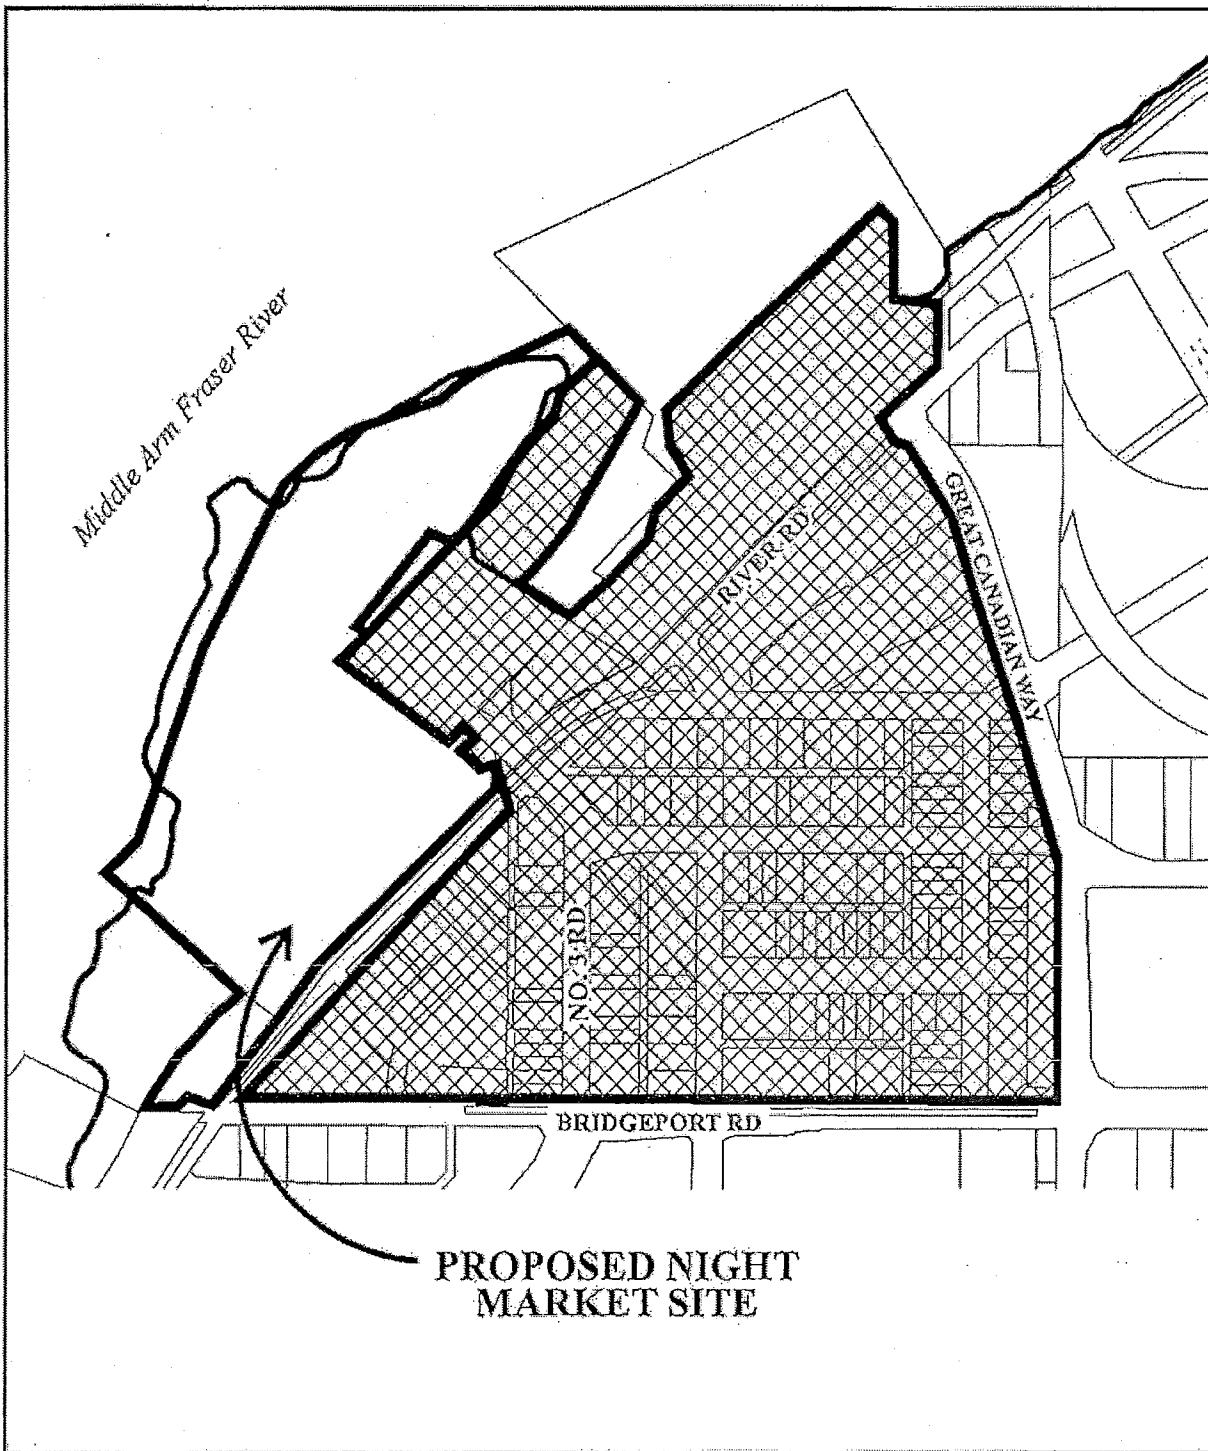 Middle Arm Fraser River
RIVER RD
GREAT CANADIAN WAY
NO. 3 RD
BRIDGEPORT RD
PROPOSED NIGHT
MARKET SITE